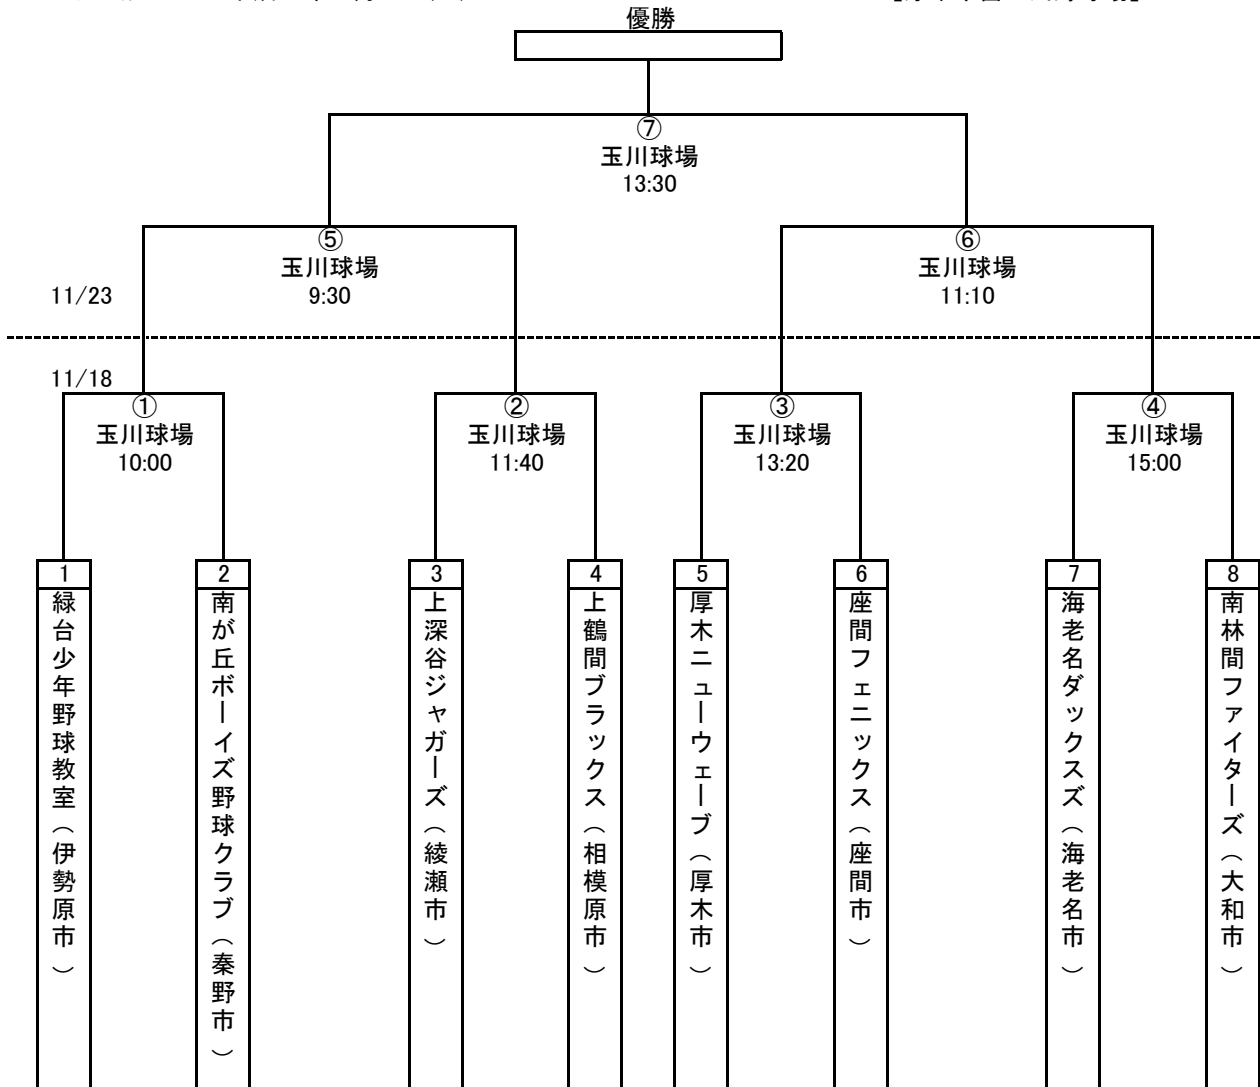 優勝
⑦
玉川球場
13:30
⑤
玉川球場
9:30
⑥
玉川球場
11:10
11/23
11/18
①
玉川球場
10:00
②
玉川球場
11:40
③
玉川球場
13:20
④
玉川球場
15:00
1
緑台少年野球教室(伊勢原市)
2
南が丘ボーイズ野球クラブ(秦野市)
3
上深谷ジャガーズ(綾瀬市)
4
上鶴間ブラックス(相模原市)
5
厚木ニューウェーブ(厚木市)
6
座間フェニックス(座間市)
7
海老名ダックスズ(海老名市)
8
南林間ファイターズ(大和市)